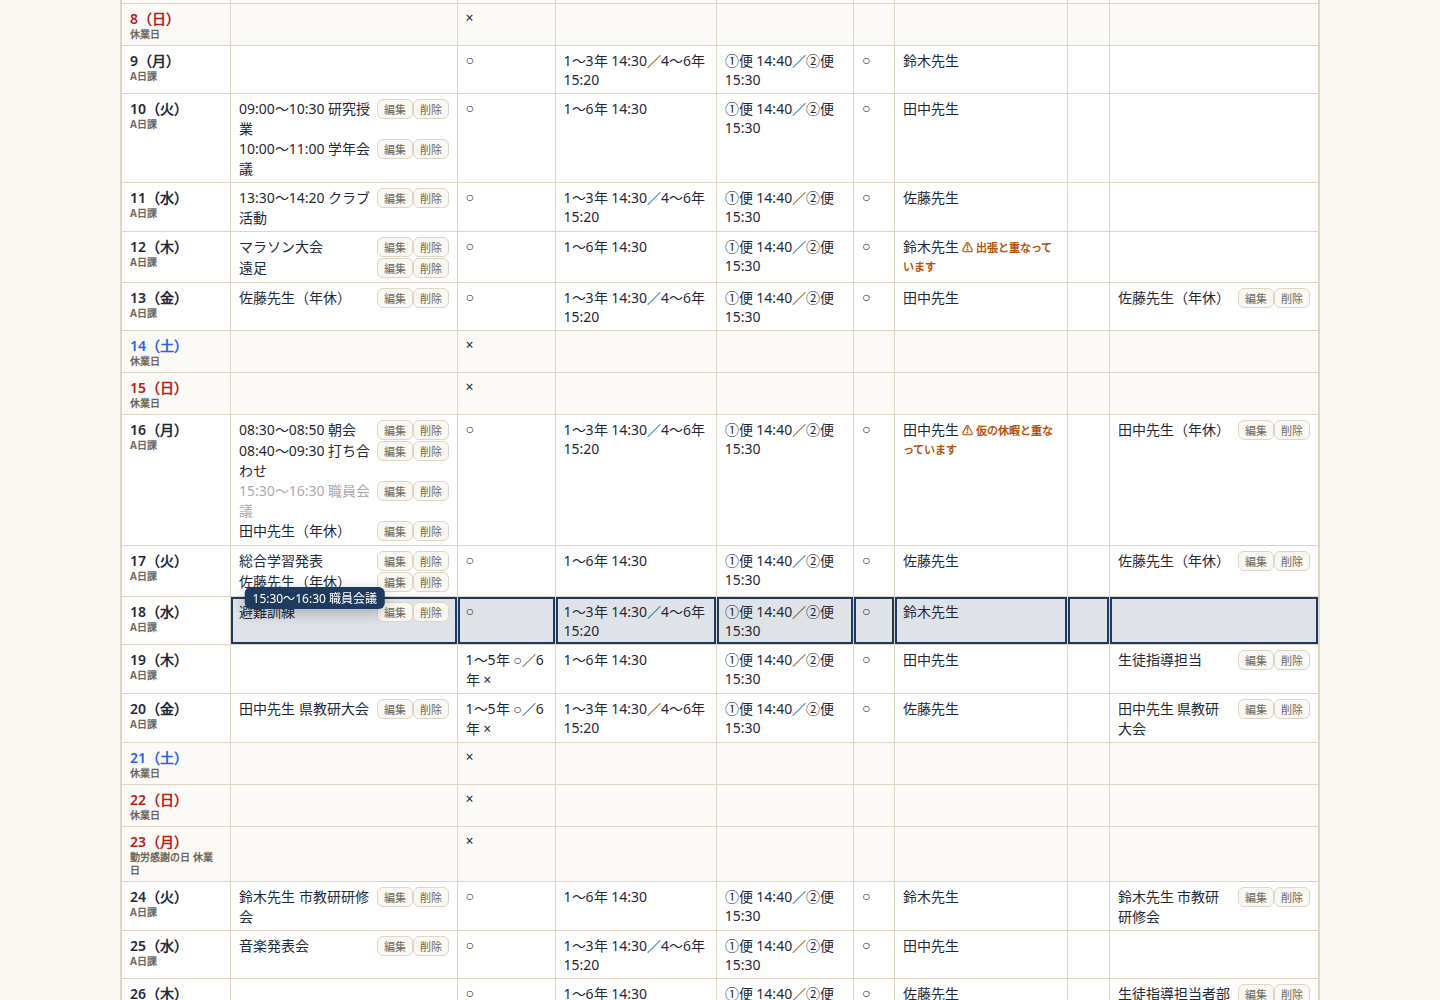 8（日）
休業日
×
9（月）
A日課
○
1〜3年 14:30／4〜6年
15:20
①便 14:40／②便
15:30
○
鈴木先生
10（火）
A日課
09:00〜10:30 研究授
業
編集
削除
10:00〜11:00 学年会
議
編集
削除
○
1〜6年 14:30
①便 14:40／②便
15:30
○
田中先生
11（水）
A日課
13:30〜14:20 クラブ
活動
編集
削除
○
1〜3年 14:30／4〜6年
15:20
①便 14:40／②便
15:30
○
佐藤先生
12（木）
A日課
マラソン大会
編集
削除
遠足
編集
削除
○
1〜6年 14:30
①便 14:40／②便
15:30
○
鈴木先生 ⚠ 出張と重なって
います
13（金）
A日課
佐藤先生（年休）
編集
削除
○
1〜3年 14:30／4〜6年
15:20
①便 14:40／②便
15:30
○
田中先生
佐藤先生（年休）
編集
削除
14（土）
休業日
×
15（日）
休業日
×
16（月）
A日課
08:30〜08:50 朝会
編集
削除
08:40〜09:30 打ち合
わせ
編集
削除
15:30〜16:30 職員会
議
編集
削除
田中先生（年休）
編集
削除
○
1〜3年 14:30／4〜6年
15:20
①便 14:40／②便
15:30
○
田中先生 ⚠ 仮の休暇と重な
っています
田中先生（年休）
編集
削除
17（火）
A日課
総合学習発表
編集
削除
佐藤先生（年休）
編集
削除
○
1〜6年 14:30
①便 14:40／②便
15:30
○
佐藤先生
佐藤先生（年休）
編集
削除
15:30〜16:30 職員会議
18（水）
A日課
避難訓練
編集
削除
○
1〜3年 14:30／4〜6年
15:20
①便 14:40／②便
15:30
○
鈴木先生
19（木）
A日課
1〜5年 ○／6
年 ×
1〜6年 14:30
①便 14:40／②便
15:30
○
田中先生
生徒指導担当
編集
削除
20（金）
A日課
田中先生 県教研大会
編集
削除
1〜5年 ○／6
年 ×
1〜3年 14:30／4〜6年
15:20
①便 14:40／②便
15:30
○
佐藤先生
田中先生 県教研
大会
編集
削除
21（土）
休業日
×
22（日）
休業日
×
23（月）
勤労感謝の日 休業
日
×
24（火）
A日課
鈴木先生 市教研研修
会
編集
削除
○
1〜6年 14:30
①便 14:40／②便
15:30
○
鈴木先生
鈴木先生 市教研
研修会
編集
削除
25（水）
A日課
音楽発表会
編集
削除
○
1〜3年 14:30／4〜6年
15:20
①便 14:40／②便
15:30
○
田中先生
26（木）
○
1〜6年 14:30
①便 14:40／②便
○
佐藤先生
生徒指導担当者部
編集
削除